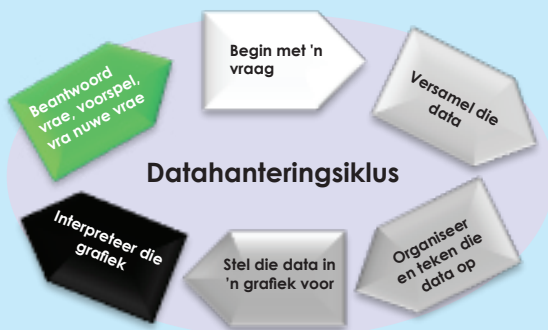 Begin met 'n
vraag
Versamel die
data
Organiseer
en teken die
data op
Stel die data in
'n grafiek voor
Interpreteer die
grafiek
Beantwoord
vrae, voorspel,
vra nuwe vrae
Datahanteringsiklus